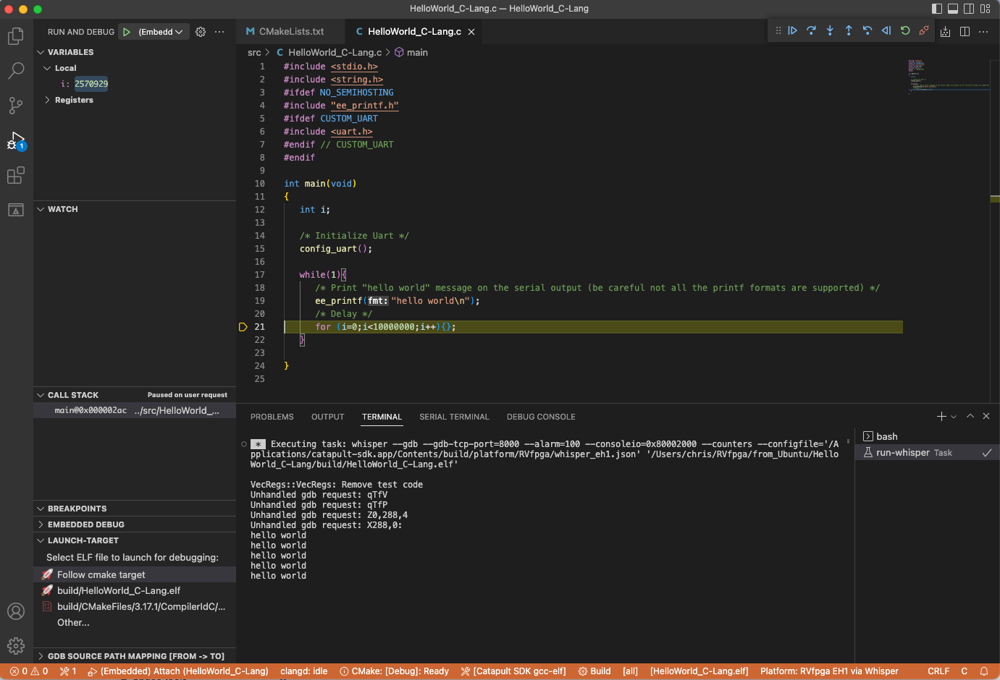 HelloWorld_C-Lang.c — HelloWorld_C-Lang
RUN AND DEBUG (Embedd
CMakeLists.txt
C HelloWorld_C-Lang.c
src > C HelloWorld_C-Lang.c > main
VARIABLES
Local
i: 2570929
Registers
WATCH
CALL STACK Paused on user request
main@0x000002ac ../src/HelloWorld_...
BREAKPOINTS
EMBEDDED DEBUG
LAUNCH-TARGET
Select ELF file to launch for debugging:
Follow cmake target
build/HelloWorld_C-Lang.elf
build/CMakeFiles/3.17.1/CompilerIdC/...
Other...
GDB SOURCE PATH MAPPING [FROM -> TO]
1 #include <stdio.h>
2 #include <string.h>
3 #ifdef NO_SEMIHOSTING
4 #include "ee_printf.h"
5 #ifdef CUSTOM_UART
6 #include <uart.h>
7 #endif // CUSTOM_UART
8 #endif
9
10 int main(void)
11 {
12 int i;
13
14 /* Initialize Uart */
15 config_uart();
16
17 while(1){
18 /* Print "hello world" message on the serial output (be careful not all the printf formats are supported) */
19 ee_printf(fmt: "hello world\n");
20 /* Delay */
21 for (i=0;i<10000000;i++){};
22 }
23
24 }
25
PROBLEMS OUTPUT TERMINAL SERIAL TERMINAL DEBUG CONSOLE
* Executing task: whisper --gdb --gdb-tcp-port=8000 --alarm=100 --consoleio=0x80002000 --counters --configfile='/A
pplications/catapult-sdk.app/Contents/build/platform/RVfpga/whisper_eh1.json' '/Users/chris/RVfpga/from_Ubuntu/Hello
World_C-Lang/build/HelloWorld_C-Lang.elf'
VecRegs::VecRegs: Remove test code
Unhandled gdb request: qTfV
Unhandled gdb request: qTfP
Unhandled gdb request: Z0,288,4
Unhandled gdb request: X288,0:
hello world
hello world
hello world
hello world
hello world
bash
run-whisper Task
0 0 1 (Embedded) Attach (HelloWorld_C-Lang) clangd: idle CMake: [Debug]: Ready [Catapult SDK gcc-elf] Build [all] [HelloWorld_C-Lang.elf] Platform: RVfpga EH1 via Whisper CRLF C